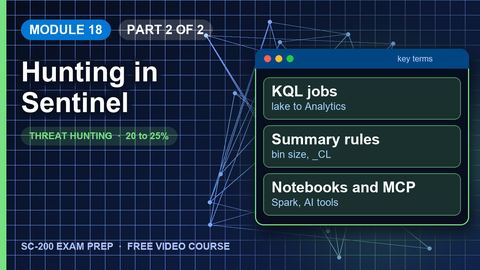 MODULE 18
PART 2 OF 2
Hunting in
Sentinel
THREAT HUNTING · 20 to 25%
key terms
KQL jobs
lake to Analytics
Summary rules
bin size, _CL
Notebooks and MCP
Spark, AI tools
SC-200 EXAM PREP · FREE VIDEO COURSE